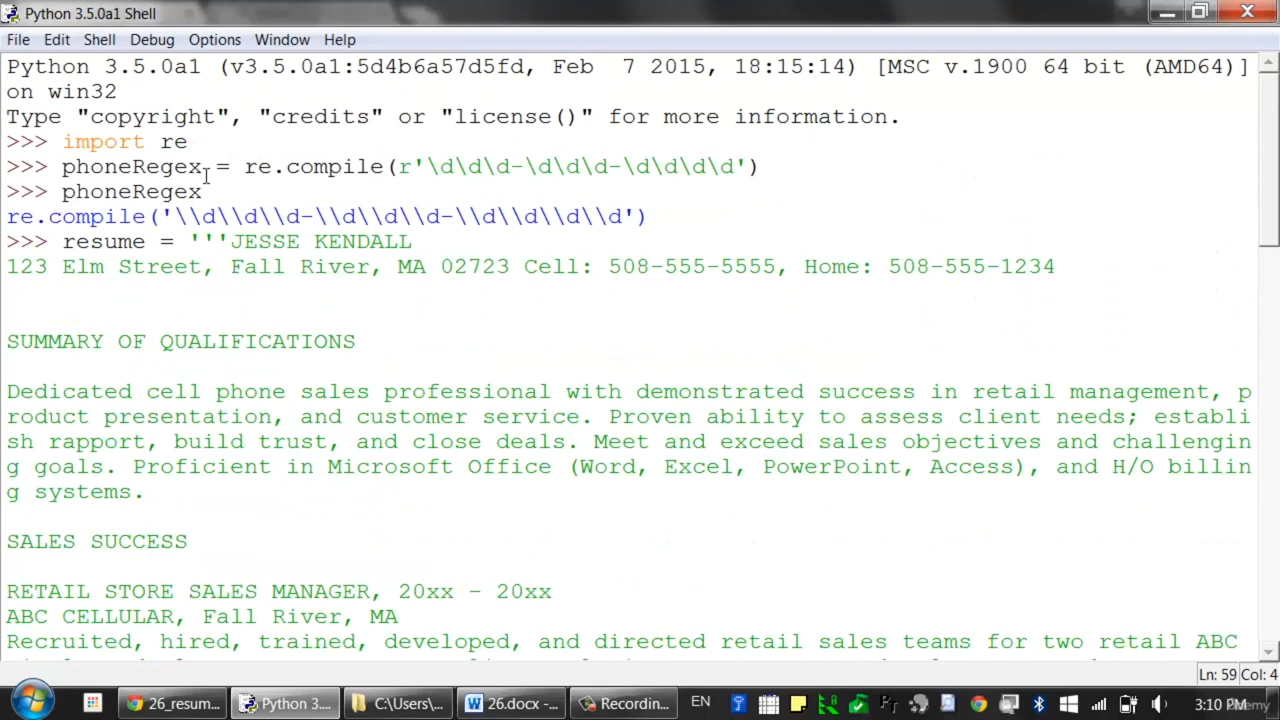 Python 3.5.0a1 Shell
File Edit Shell Debug Options Window Help
Python 3.5.0a1 (v3.5.0a1:5d4b6a57d5fd, Feb  7 2015, 18:15:14) [MSC v.1900 64 bit (AMD64)]
on win32
Type "copyright", "credits" or "license()" for more information.
>>> import re
>>> phoneRegex = re.compile(r'\d\d\d-\d\d\d-\d\d\d\d')
>>> phoneRegex
re.compile('\\d\\d\\d-\\d\\d\\d-\\d\\d\\d\\d')
>>> resume = '''JESSE KENDALL
123 Elm Street, Fall River, MA 02723 Cell: 508-555-5555, Home: 508-555-1234
SUMMARY OF QUALIFICATIONS
Dedicated cell phone sales professional with demonstrated success in retail management, p
roduct presentation, and customer service. Proven ability to assess client needs; establi
sh rapport, build trust, and close deals. Meet and exceed sales objectives and challengin
g goals. Proficient in Microsoft Office (Word, Excel, PowerPoint, Access), and H/O billin
g systems.
SALES SUCCESS
RETAIL STORE SALES MANAGER, 20xx – 20xx
ABC CELLULAR, Fall River, MA
Recruited, hired, trained, developed, and directed retail sales teams for two retail ABC
Ln: 59 Col: 4
26_resum... Python 3.... C:\Users\... 26.docx -... Recordin... EN 3:10 PM